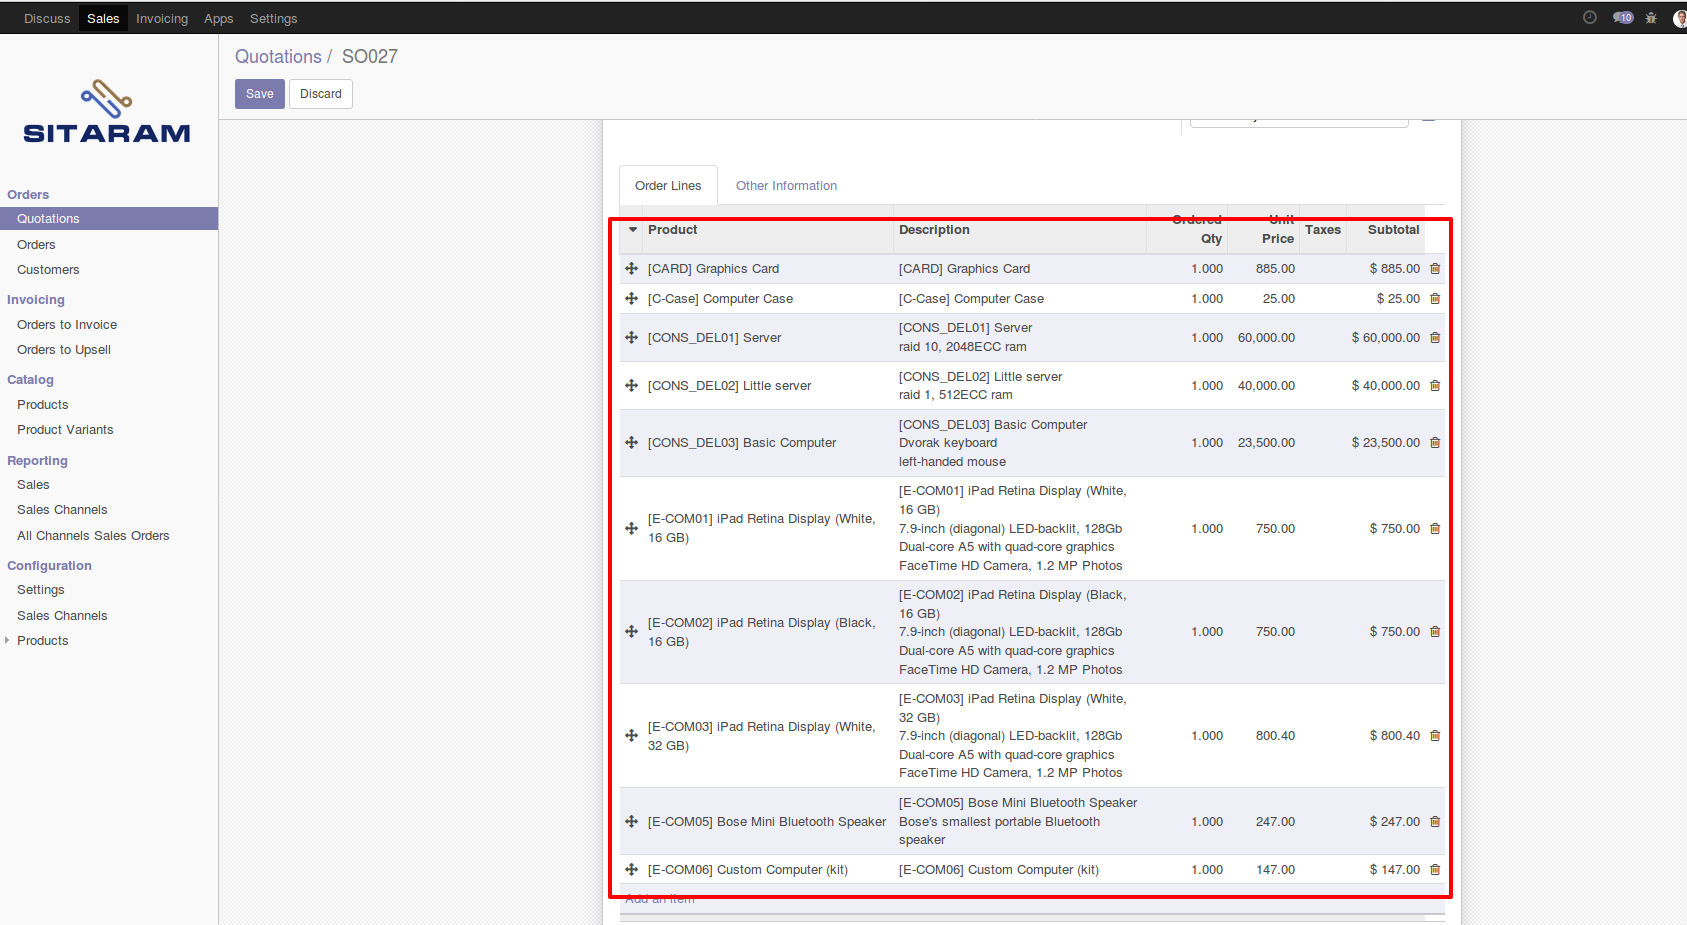 Discuss Sales Invoicing Apps Settings 10
SITARAM
Quotations / SO027
Save Discard
Orders
Quotations
Orders
Customers
Invoicing
Orders to Invoice
Orders to Upsell
Catalog
Products
Product Variants
Reporting
Sales
Sales Channels
All Channels Sales Orders
Configuration
Settings
Sales Channels
Products
Order Lines Other Information
Product Description Ordered Qty Unit Price Taxes Subtotal
[CARD] Graphics Card [CARD] Graphics Card 1.000 885.00 $ 885.00
[C-Case] Computer Case [C-Case] Computer Case 1.000 25.00 $ 25.00
[CONS_DEL01] Server [CONS_DEL01] Server
raid 10, 2048ECC ram 1.000 60,000.00 $ 60,000.00
[CONS_DEL02] Little server [CONS_DEL02] Little server
raid 1, 512ECC ram 1.000 40,000.00 $ 40,000.00
[CONS_DEL03] Basic Computer [CONS_DEL03] Basic Computer
Dvorak keyboard
left-handed mouse 1.000 23,500.00 $ 23,500.00
[E-COM01] iPad Retina Display (White,
16 GB)
[E-COM01] iPad Retina Display (White,
16 GB)
7.9-inch (diagonal) LED-backlit, 128Gb
Dual-core A5 with quad-core graphics
FaceTime HD Camera, 1.2 MP Photos
1.000 750.00 $ 750.00
[E-COM02] iPad Retina Display (Black,
16 GB)
[E-COM02] iPad Retina Display (Black,
16 GB)
7.9-inch (diagonal) LED-backlit, 128Gb
Dual-core A5 with quad-core graphics
FaceTime HD Camera, 1.2 MP Photos
1.000 750.00 $ 750.00
[E-COM03] iPad Retina Display (White,
32 GB)
[E-COM03] iPad Retina Display (White,
32 GB)
7.9-inch (diagonal) LED-backlit, 128Gb
Dual-core A5 with quad-core graphics
FaceTime HD Camera, 1.2 MP Photos
1.000 800.40 $ 800.40
[E-COM05] Bose Mini Bluetooth Speaker
[E-COM05] Bose Mini Bluetooth Speaker
Bose's smallest portable Bluetooth
speaker
1.000 247.00 $ 247.00
[E-COM06] Custom Computer (kit) [E-COM06] Custom Computer (kit) 1.000 147.00 $ 147.00
Add an item